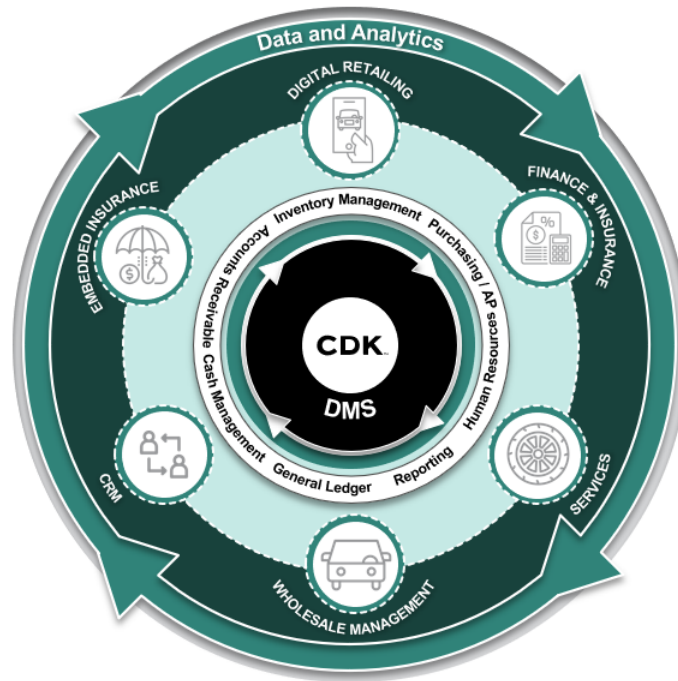 Data and Analytics
DIGITAL RETAILING
FINANCE & INSURANCE
SERVICES
WHOLESALE MANAGEMENT
CRM
EMBEDDED INSURANCE
Inventory Management
Purchasing / AP
Human Resources
Reporting
General Ledger
Cash Management
Accounts Receivable
CDK
DMS
$
%
$